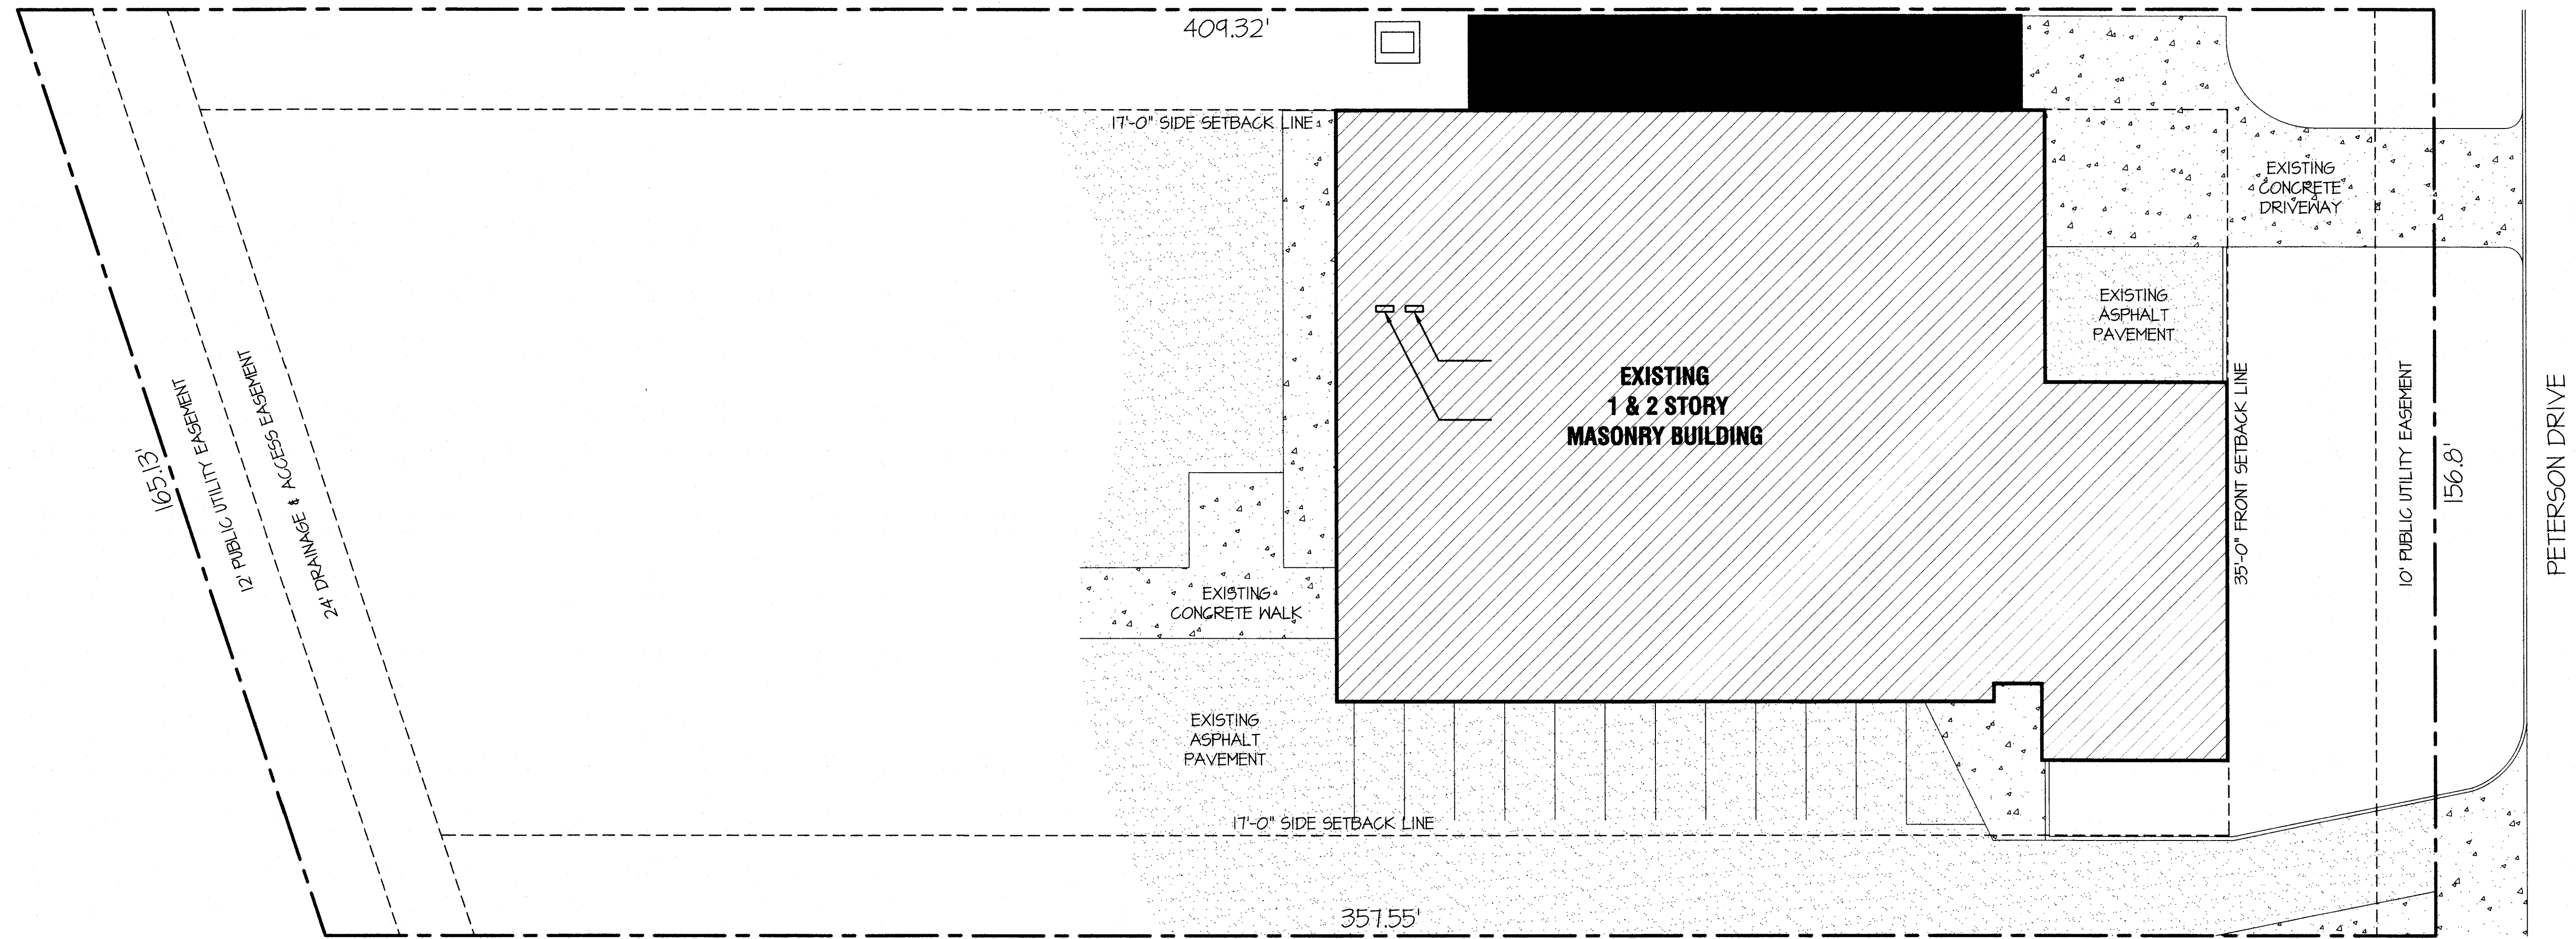 409.32'
17'-0" SIDE SETBACK LINE
EXISTING
CONCRETE
DRIVEWAY
EXISTING
ASPHALT
PAVEMENT
EXISTING
1 & 2 STORY
MASONRY BUILDING
165.13'
12' PUBLIC UTILITY EASEMENT
24' DRAINAGE & ACCESS EASEMENT
35'-0" FRONT SETBACK LINE
10' PUBLIC UTILITY EASEMENT
156.8'
PETERSON DRIVE
EXISTING
CONCRETE WALK
EXISTING
ASPHALT
PAVEMENT
17'-0" SIDE SETBACK LINE
357.55'